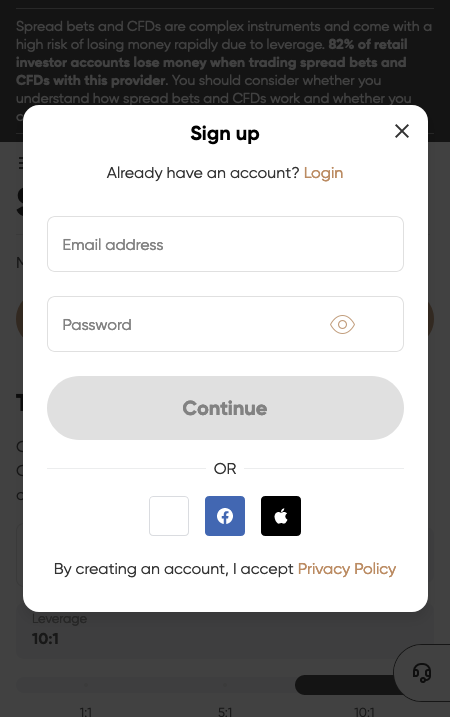 Spread bets and CFDs are complex instruments and come with a
high risk of losing money rapidly due to leverage. 82% of retail
investor accounts lose money when trading spread bets and
CFDs with this provider. You should consider whether you
understand how spread bets and CFDs work and whether you
Sign up
Already have an account? Login
Email address
Password
Continue
OR
By creating an account, I accept Privacy Policy
Leverage
10:1
1:1 5:1 10:1